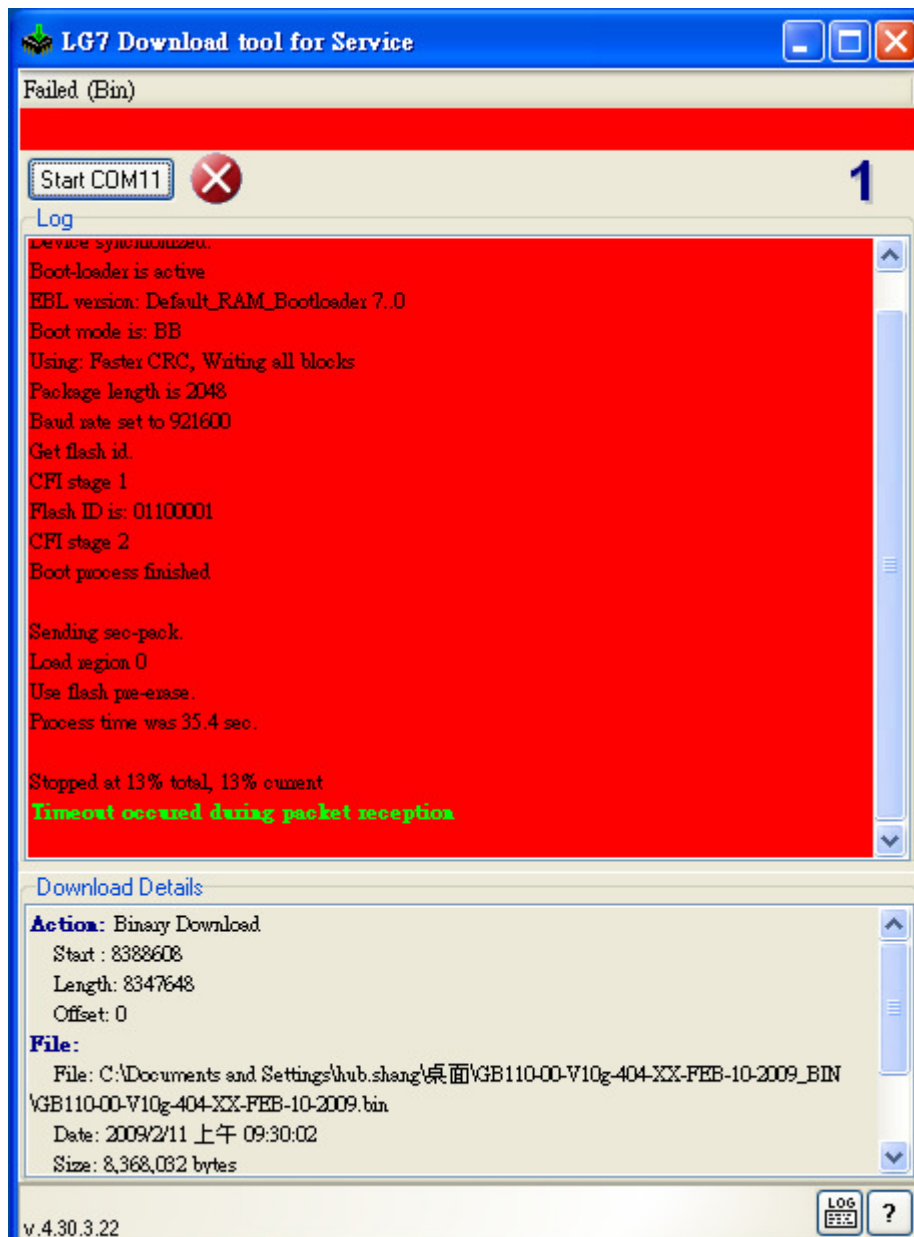 LG7 Download tool for Service
Failed (Bin)
Start COM11
1
Log
Device synchronized.
Boot-loader is active
EBL version: Default_RAM_Bootloader 7..0
Boot mode is: BB
Using: Faster CRC, Writing all blocks
Package length is 2048
Baud rate set to 921600
Get flash id.
CFI stage 1
Flash ID is: 01100001
CFI stage 2
Boot process finished
Sending sec-pack.
Load region 0
Use flash pre-erase.
Process time was 35.4 sec.
Stopped at 13% total, 13% current
Timeout occured during packet reception
Download Details
Action: Binary Download
Start : 8388608
Length: 8347648
Offset: 0
File:
File: C:\Documents and Settings\hub.shang\桌面\GB110-00-V10g-404-XX-FEB-10-2009_BIN
\GB110-00-V10g-404-XX-FEB-10-2009.bin
Date: 2009/2/11 上午 09:30:02
Size: 8,368,032 bytes
LOG
?
v.4.30.3.22